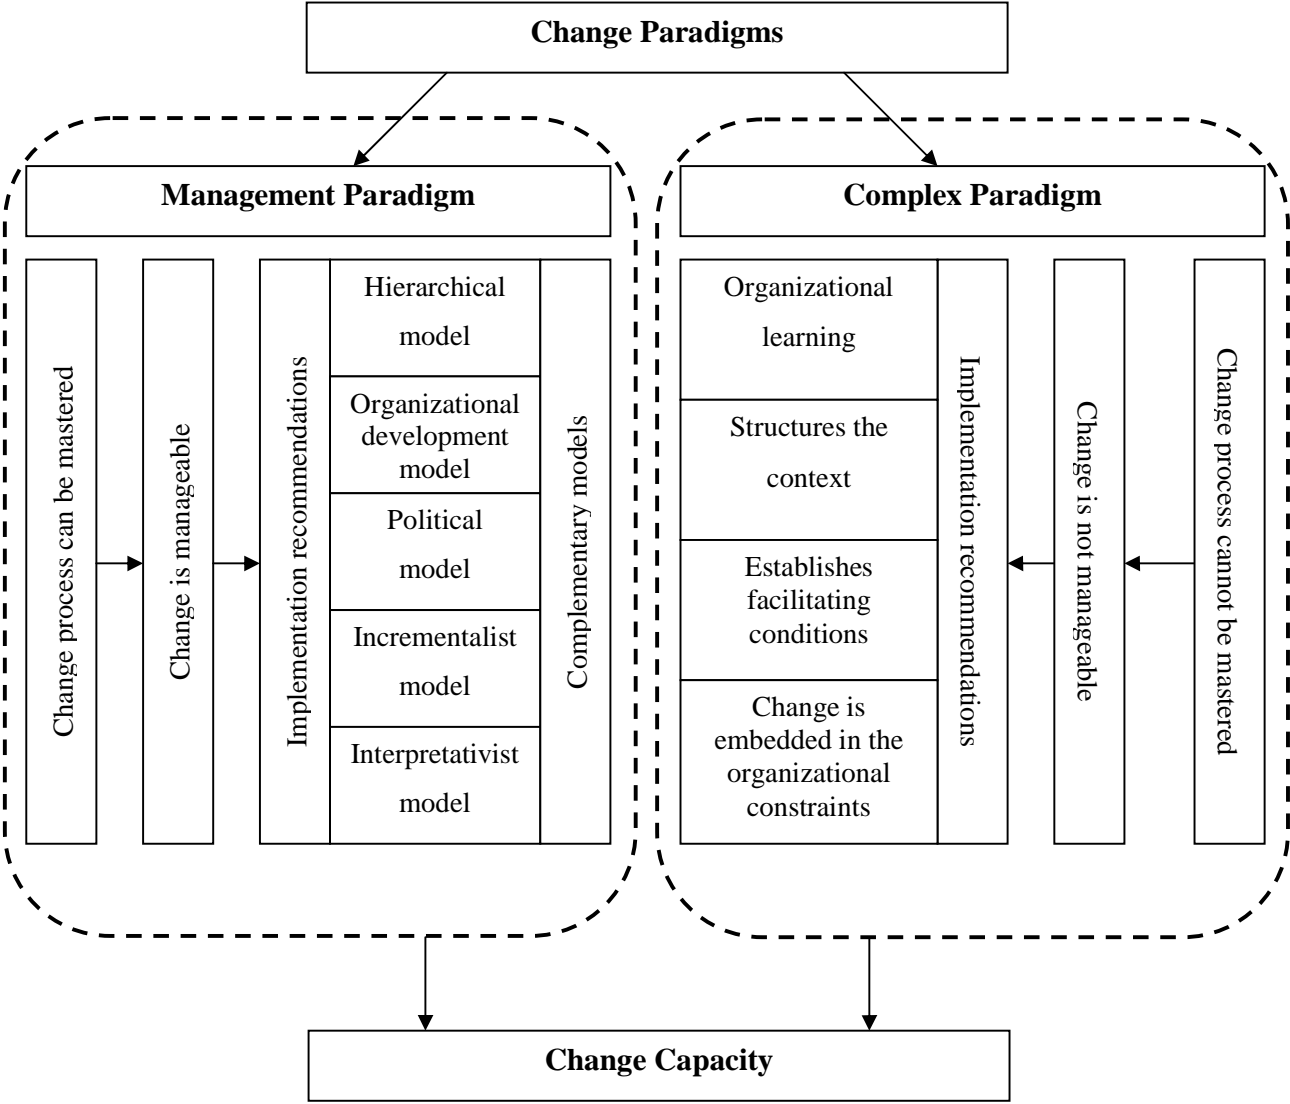 Change Paradigms
Management Paradigm
Change process can be mastered
Change is manageable
Implementation recommendations
Hierarchical
model
Organizational
development
model
Political
model
Incrementalist
model
Interpretativist
model
Complementary models
Complex Paradigm
Organizational
learning
Structures the
context
Establishes
facilitating
conditions
Change is
embedded in the
organizational
constraints
Implementation recommendations
Change is not manageable
Change process cannot be mastered
Change Capacity